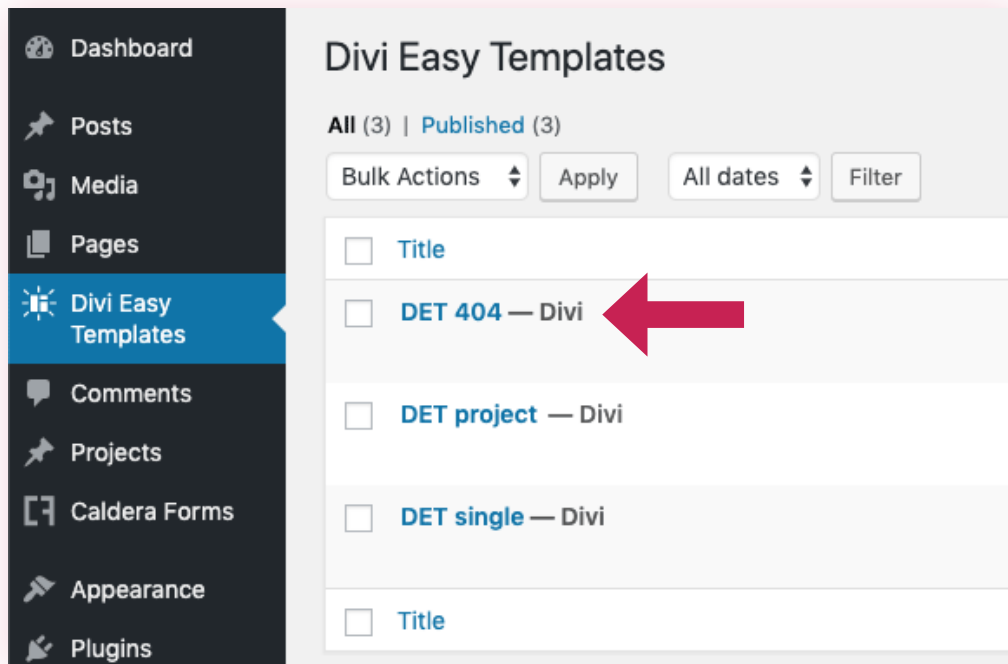 Dashboard
Posts
Media
Pages
Divi Easy
Templates
Comments
Projects
Caldera Forms
Appearance
Plugins
Divi Easy Templates
All (3) | Published (3)
Bulk Actions Apply All dates Filter
Title
DET 404 — Divi
DET project — Divi
DET single — Divi
Title